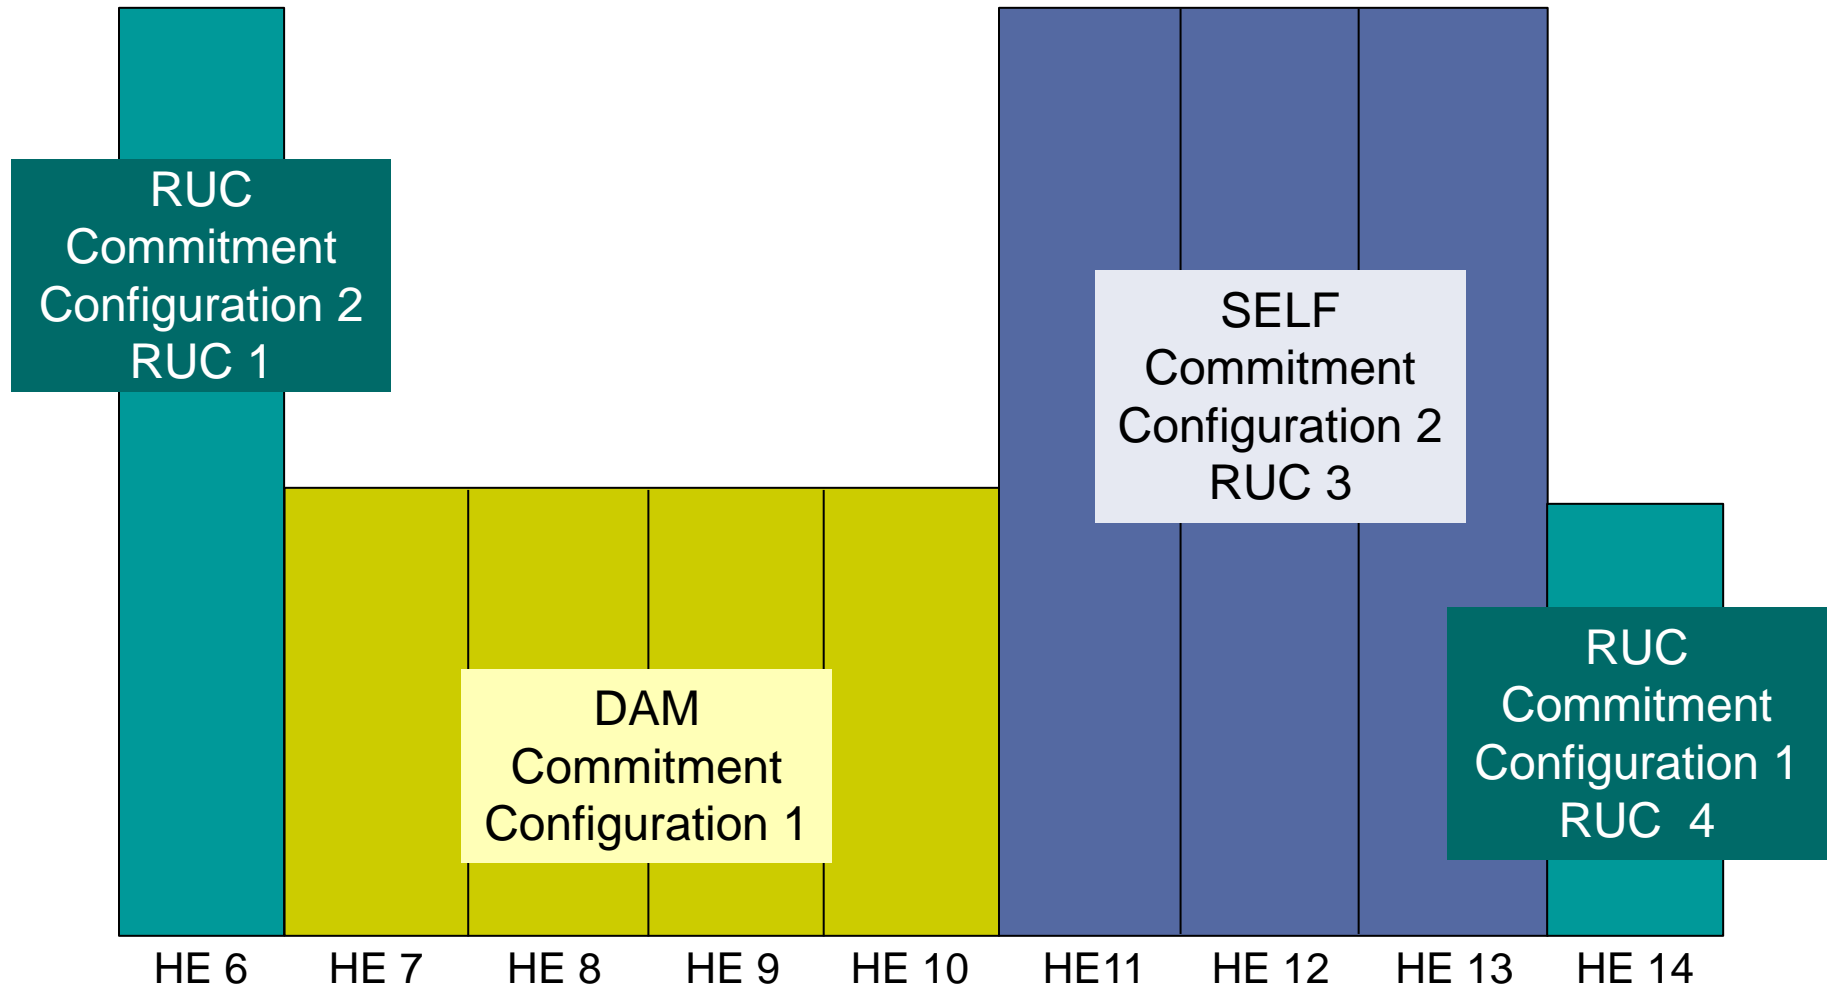 RUC
Commitment
Configuration 2
RUC 1
SELF
Commitment
Configuration 2
RUC 3
DAM
Commitment
Configuration 1
RUC
Commitment
Configuration 1
RUC  4
HE 6 HE 7 HE 8 HE 9 HE 10 HE11 HE 12 HE 13 HE 14